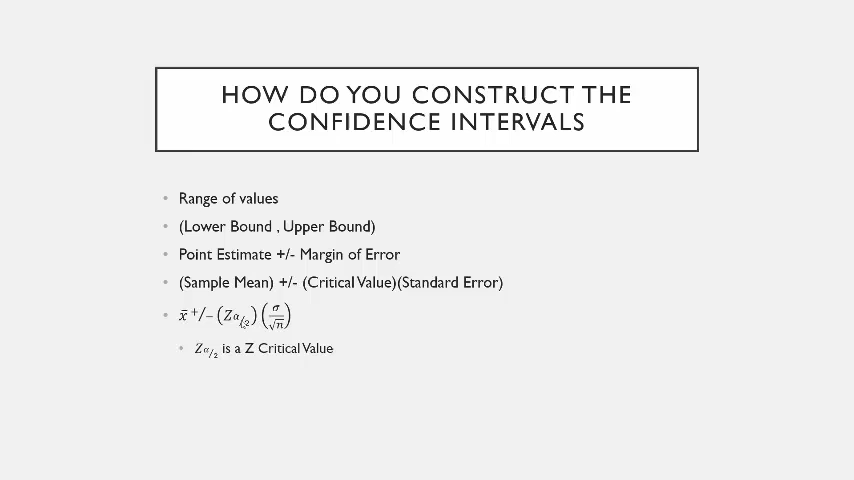 HOW DO YOU CONSTRUCT THE
CONFIDENCE INTERVALS
• Range of values
• (Lower Bound , Upper Bound)
• Point Estimate +/- Margin of Error
• (Sample Mean) +/- (Critical Value)(Standard Error)
• x̄ +/− (Zα/2)(σ/√n)
• Zα/2 is a Z Critical Value